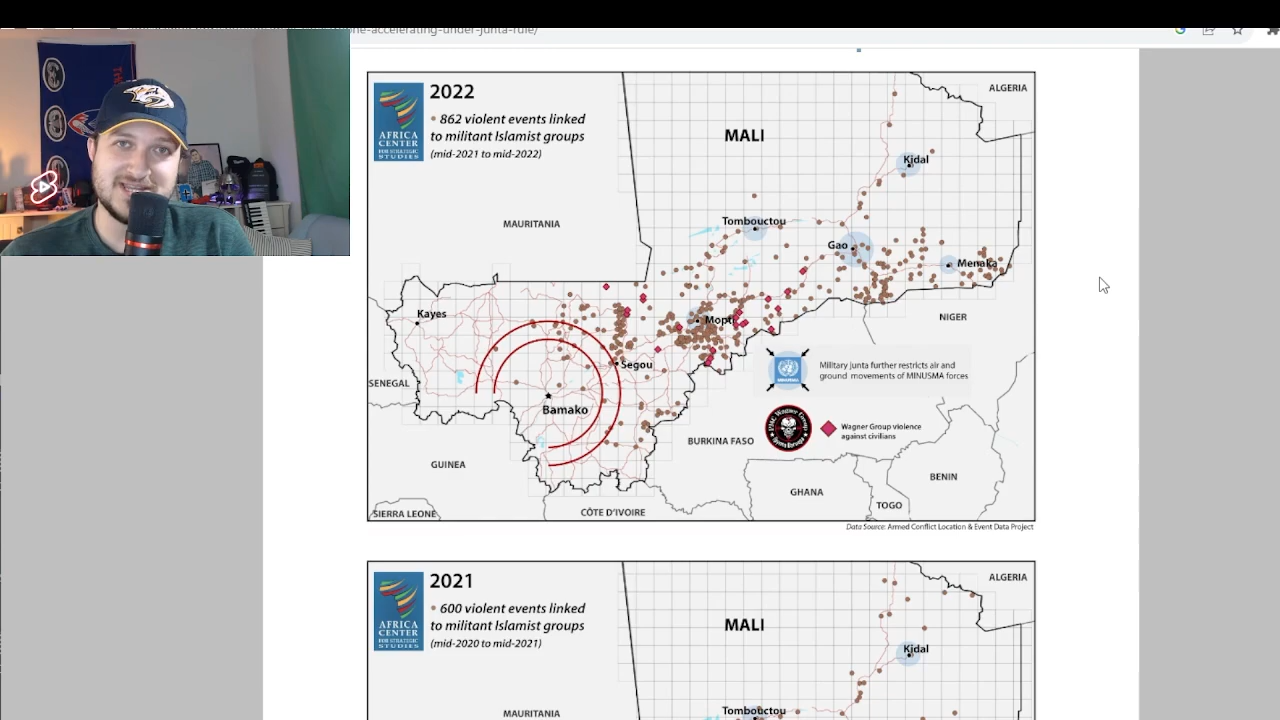 ne-accelerating-under-junta-rule/
2022
862 violent events linked
to militant Islamist groups
(mid-2021 to mid-2022)
AFRICA
CENTER
FOR STRATEGIC
STUDIES
ALGERIA
MALI
Kidal
MAURITANIA
Tombouctou
Gao
Menaka
Kayes
Mopti
NIGER
Segou
SENEGAL
Military junta further restricts air and
ground movements of MINUSMA forces
Bamako
PMC Wagner Group
Wagner Group violence
against civilians
BURKINA FASO
GUINEA
BENIN
GHANA
TOGO
SIERRA LEONE
CÔTE D'IVOIRE
Data Source: Armed Conflict Location & Event Data Project
2021
600 violent events linked
to militant Islamist groups
(mid-2020 to mid-2021)
AFRICA
CENTER
FOR STRATEGIC
STUDIES
ALGERIA
MALI
Kidal
MAURITANIA
Tombouctou